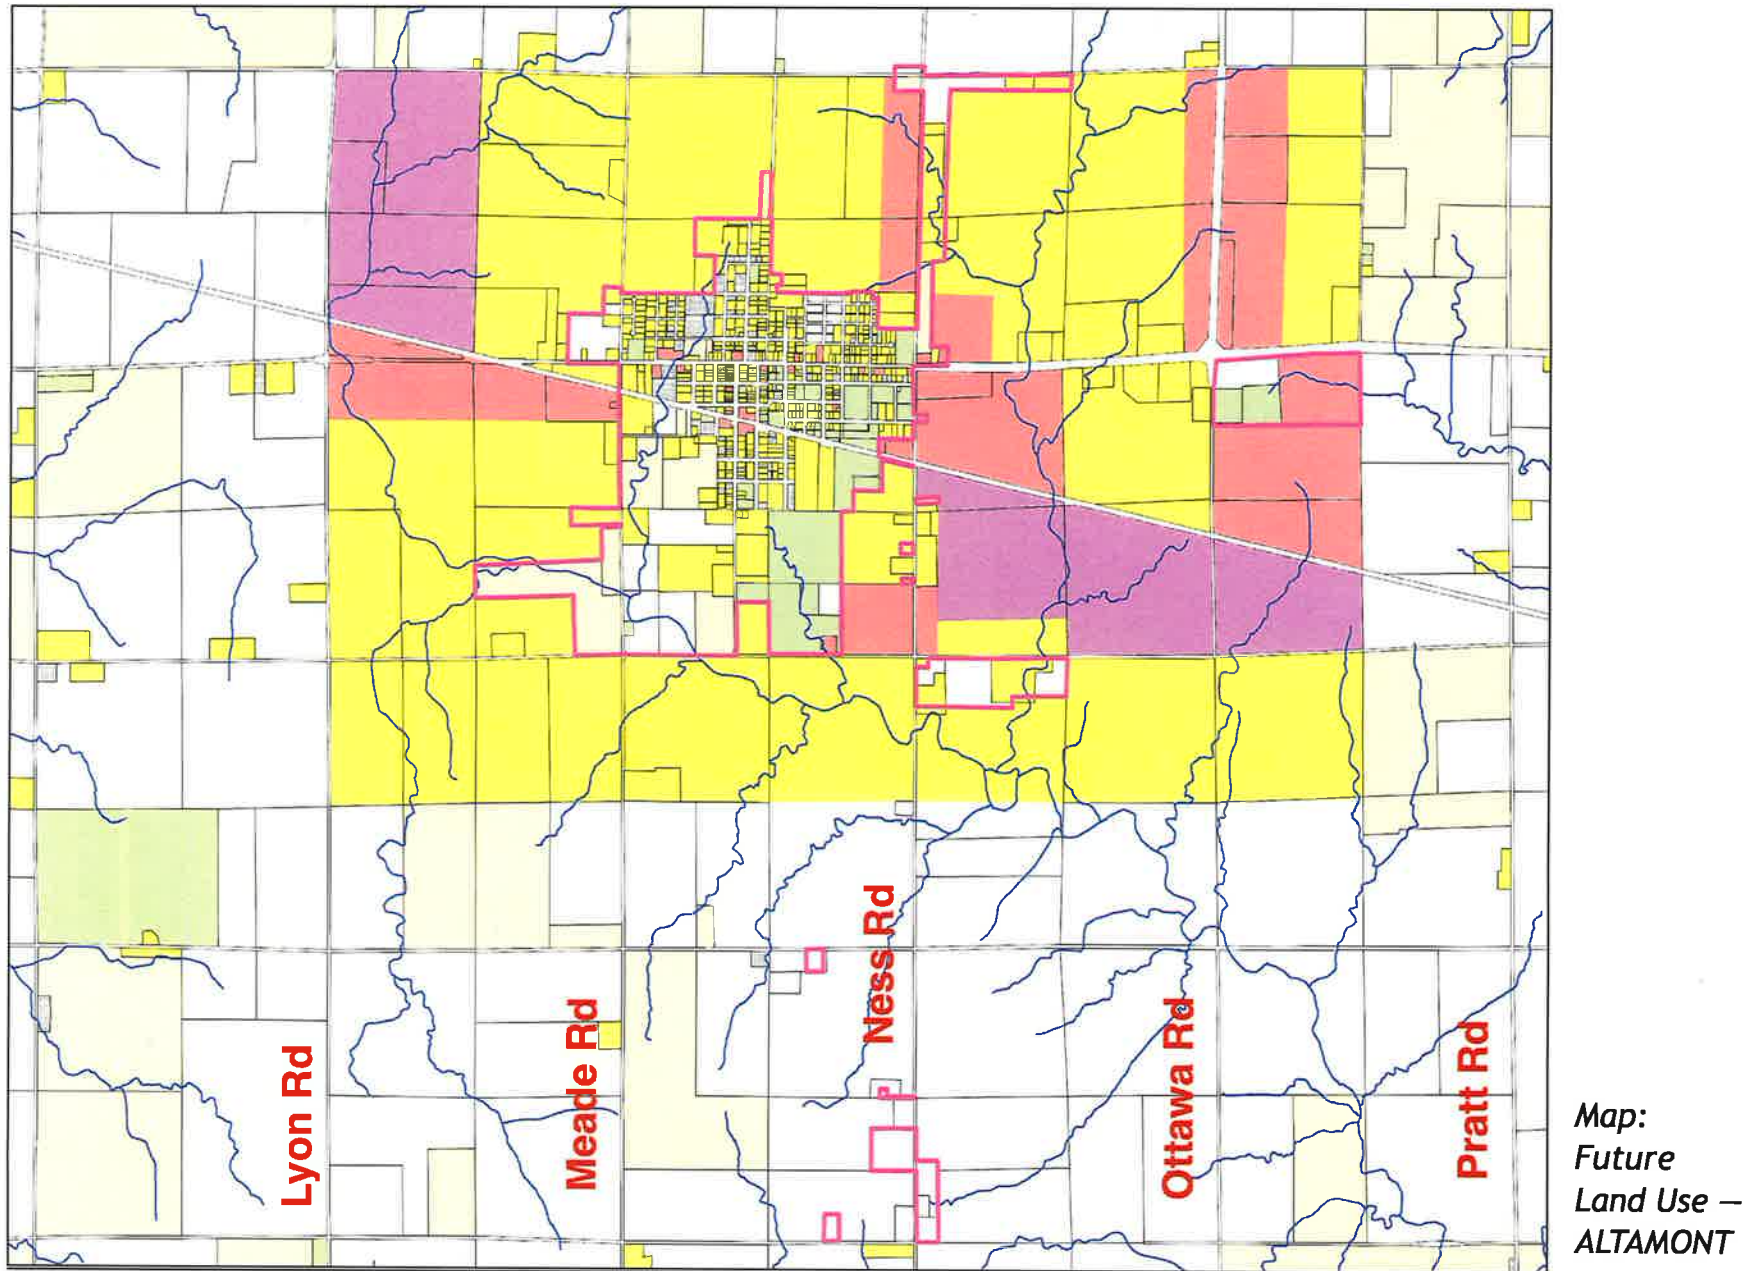 Lyon Rd
Meade Rd
Ness Rd
Ottawa Rd
Pratt Rd
Map:
Future
Land Use –
ALTAMONT